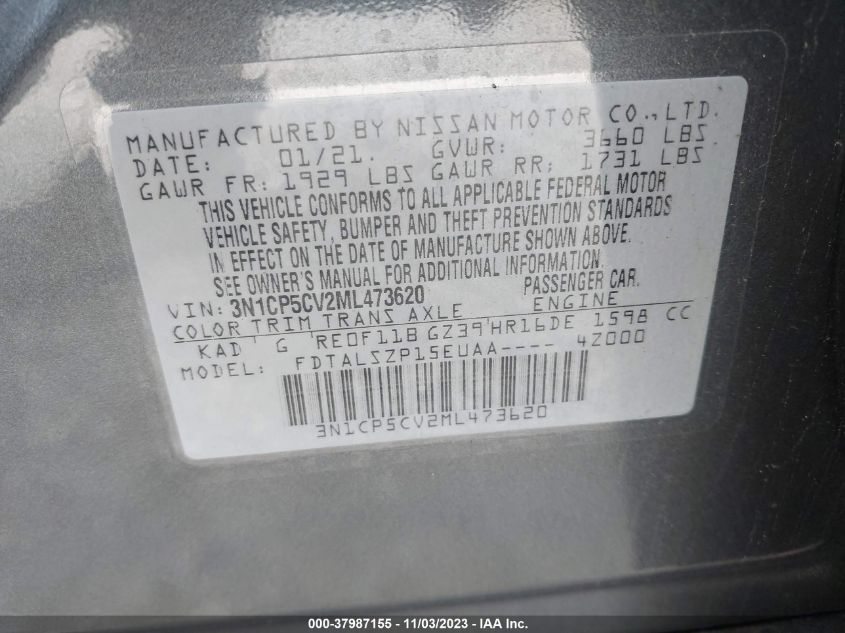 MANUFACTURED BY NISSAN MOTOR CO.,LTD.
DATE: 01/21. GVWR: 3660 LBS
GAWR FR: 1929 LBS GAWR RR: 1731 LBS
THIS VEHICLE CONFORMS TO ALL APPLICABLE FEDERAL MOTOR
VEHICLE SAFETY, BUMPER AND THEFT PREVENTION STANDARDS
IN EFFECT ON THE DATE OF MANUFACTURE SHOWN ABOVE.
SEE OWNER'S MANUAL FOR ADDITIONAL INFORMATION.
VIN: 3N1CP5CV2ML473620 PASSENGER CAR.
COLOR TRIM TRANS AXLE ENGINE
KAD G RE0F11B GZ39 HR16DE 1598 CC
MODEL: FDTALSZP15EUAA---- 4Z000
3N1CP5CV2ML473620
000-37987155 - 11/03/2023 - IAA Inc.